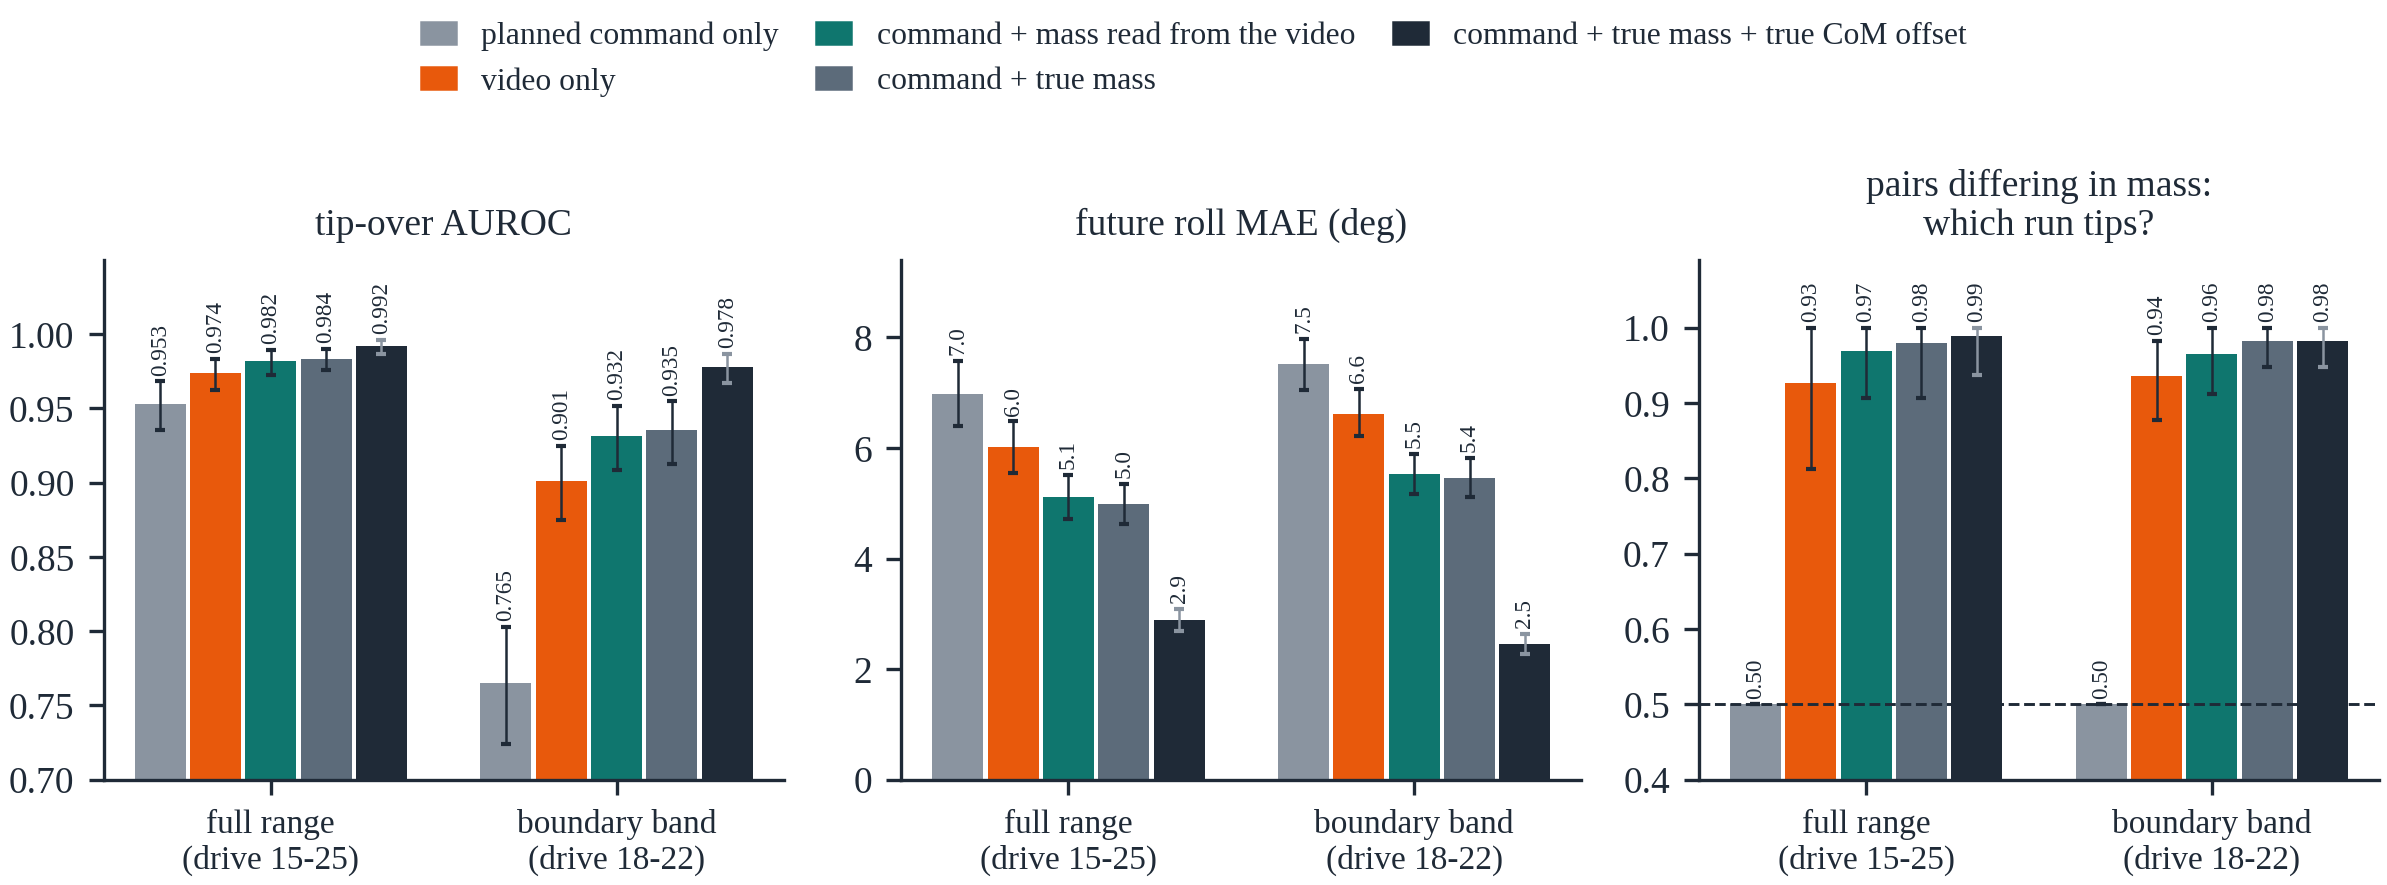 planned command only
video only
command + mass read from the video
command + true mass
command + true mass + true CoM offset
tip-over AUROC
1.00
0.95
0.90
0.85
0.80
0.75
0.70
0.953
0.974
0.982
0.984
0.992
0.765
0.901
0.932
0.935
0.978
full range
(drive 15-25)
boundary band
(drive 18-22)
future roll MAE (deg)
8
6
4
2
0
7.0
6.0
5.1
5.0
2.9
7.5
6.6
5.5
5.4
2.5
full range
(drive 15-25)
boundary band
(drive 18-22)
pairs differing in mass:
which run tips?
1.0
0.9
0.8
0.7
0.6
0.5
0.4
0.50
0.93
0.97
0.98
0.99
0.50
0.94
0.96
0.98
0.98
full range
(drive 15-25)
boundary band
(drive 18-22)